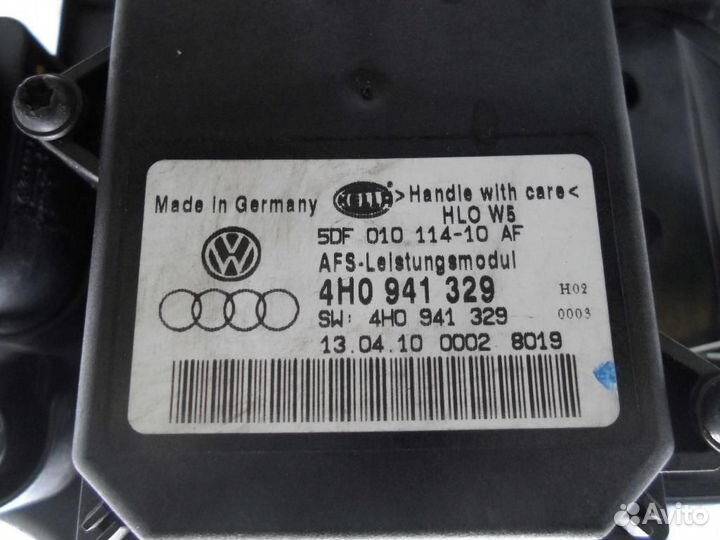 Made in Germany
HELLA
>Handle with care<
HLO W5
5DF 010 114-10 AF
AFS-Leistungsmodul
4H0 941 329 H02
SW: 4H0 941 329 0003
13.04.10 0002 8019
Avito